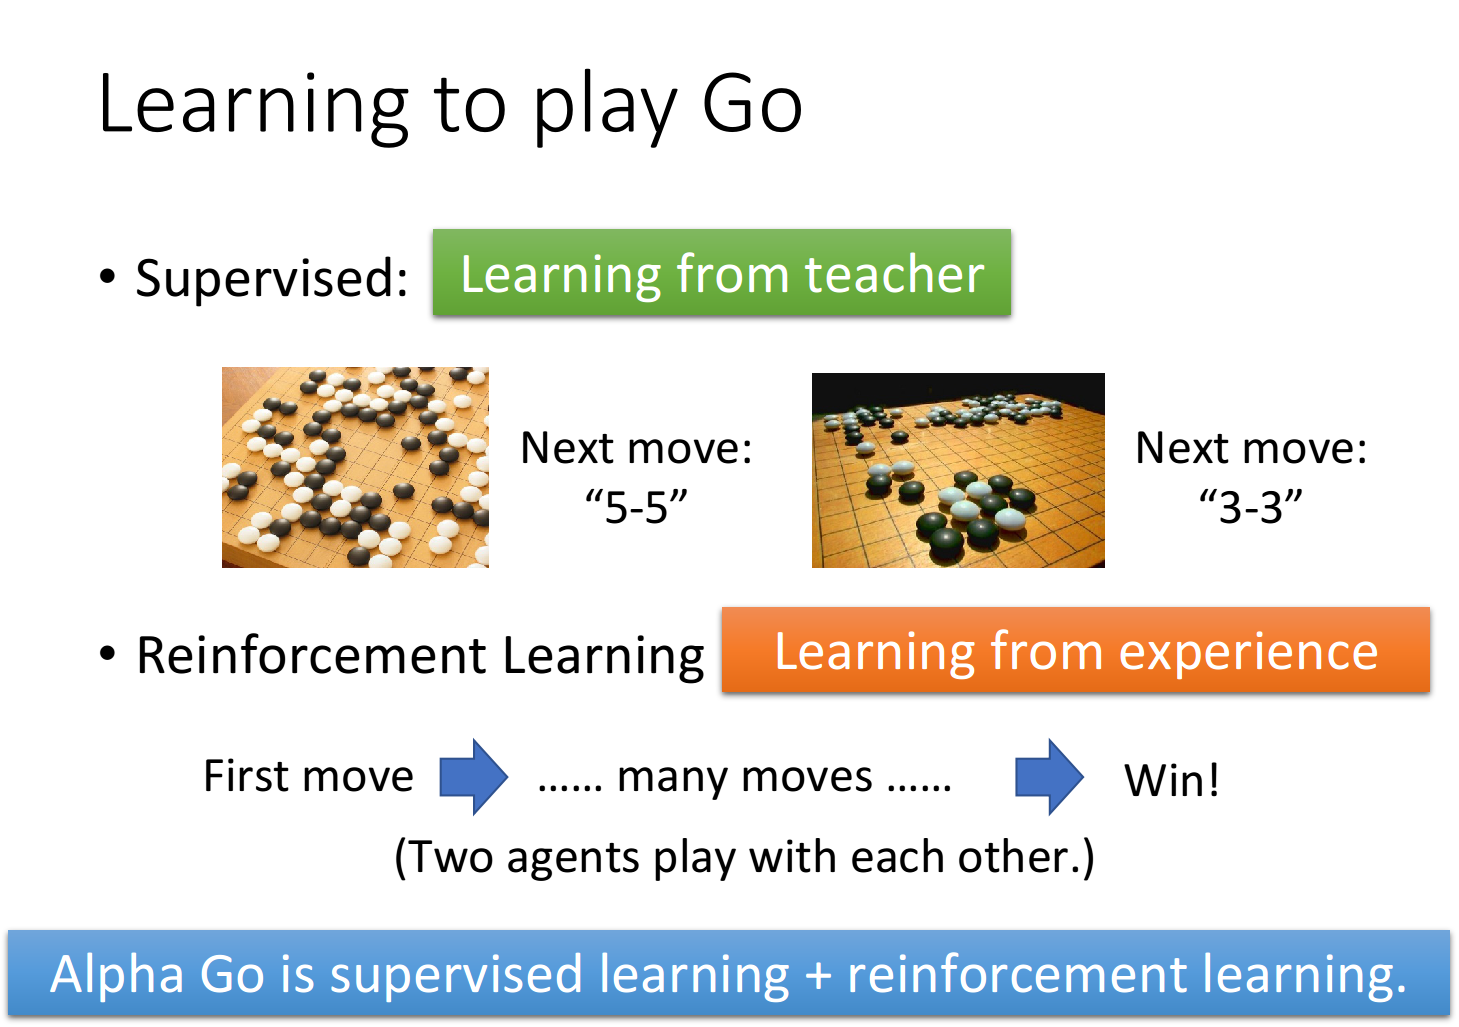 Learning to play Go
• Supervised: Learning from teacher
Next move:
“5-5”
Next move:
“3-3”
• Reinforcement Learning Learning from experience
First move …… many moves …… Win!
(Two agents play with each other.)
Alpha Go is supervised learning + reinforcement learning.